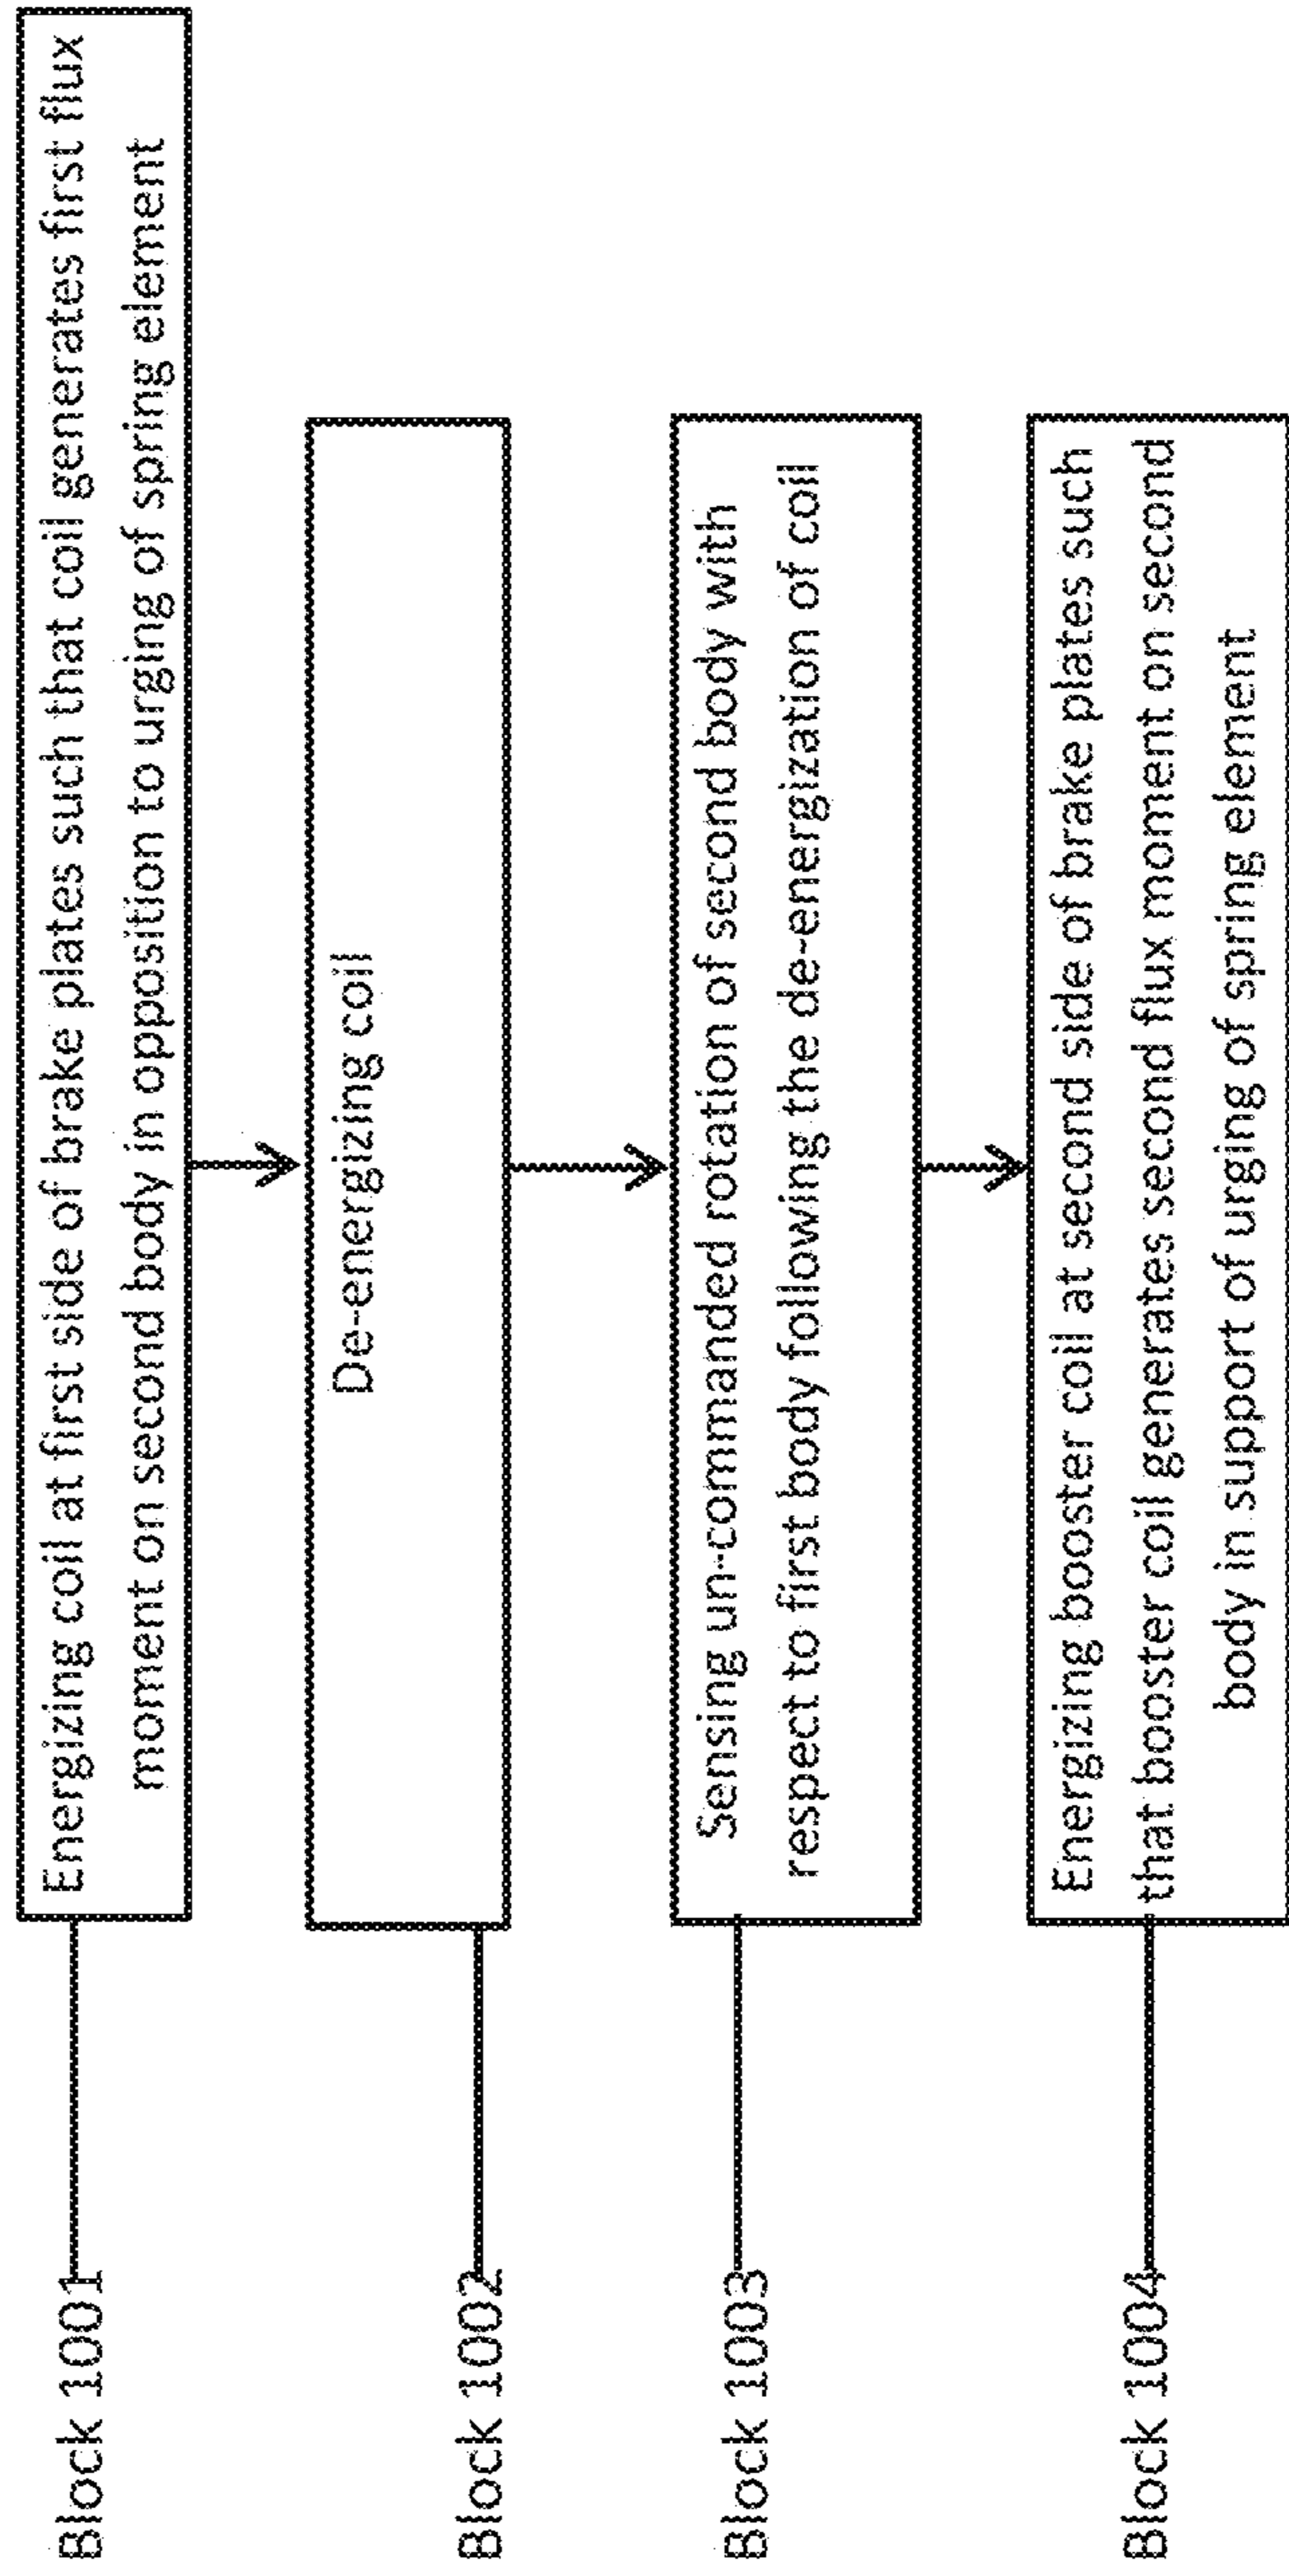 Block 1001
Energizing coil at first side of brake plates such that coil generates first flux
moment on second body in opposition to urging of spring element
Block 1002
De-energizing coil
Block 1003
Sensing un-commanded rotation of second body with
respect to first body following the de-energization of coil
Block 1004
Energizing booster coil at second side of brake plates such
that booster coil generates second flux moment on second
body in support of urging of spring element